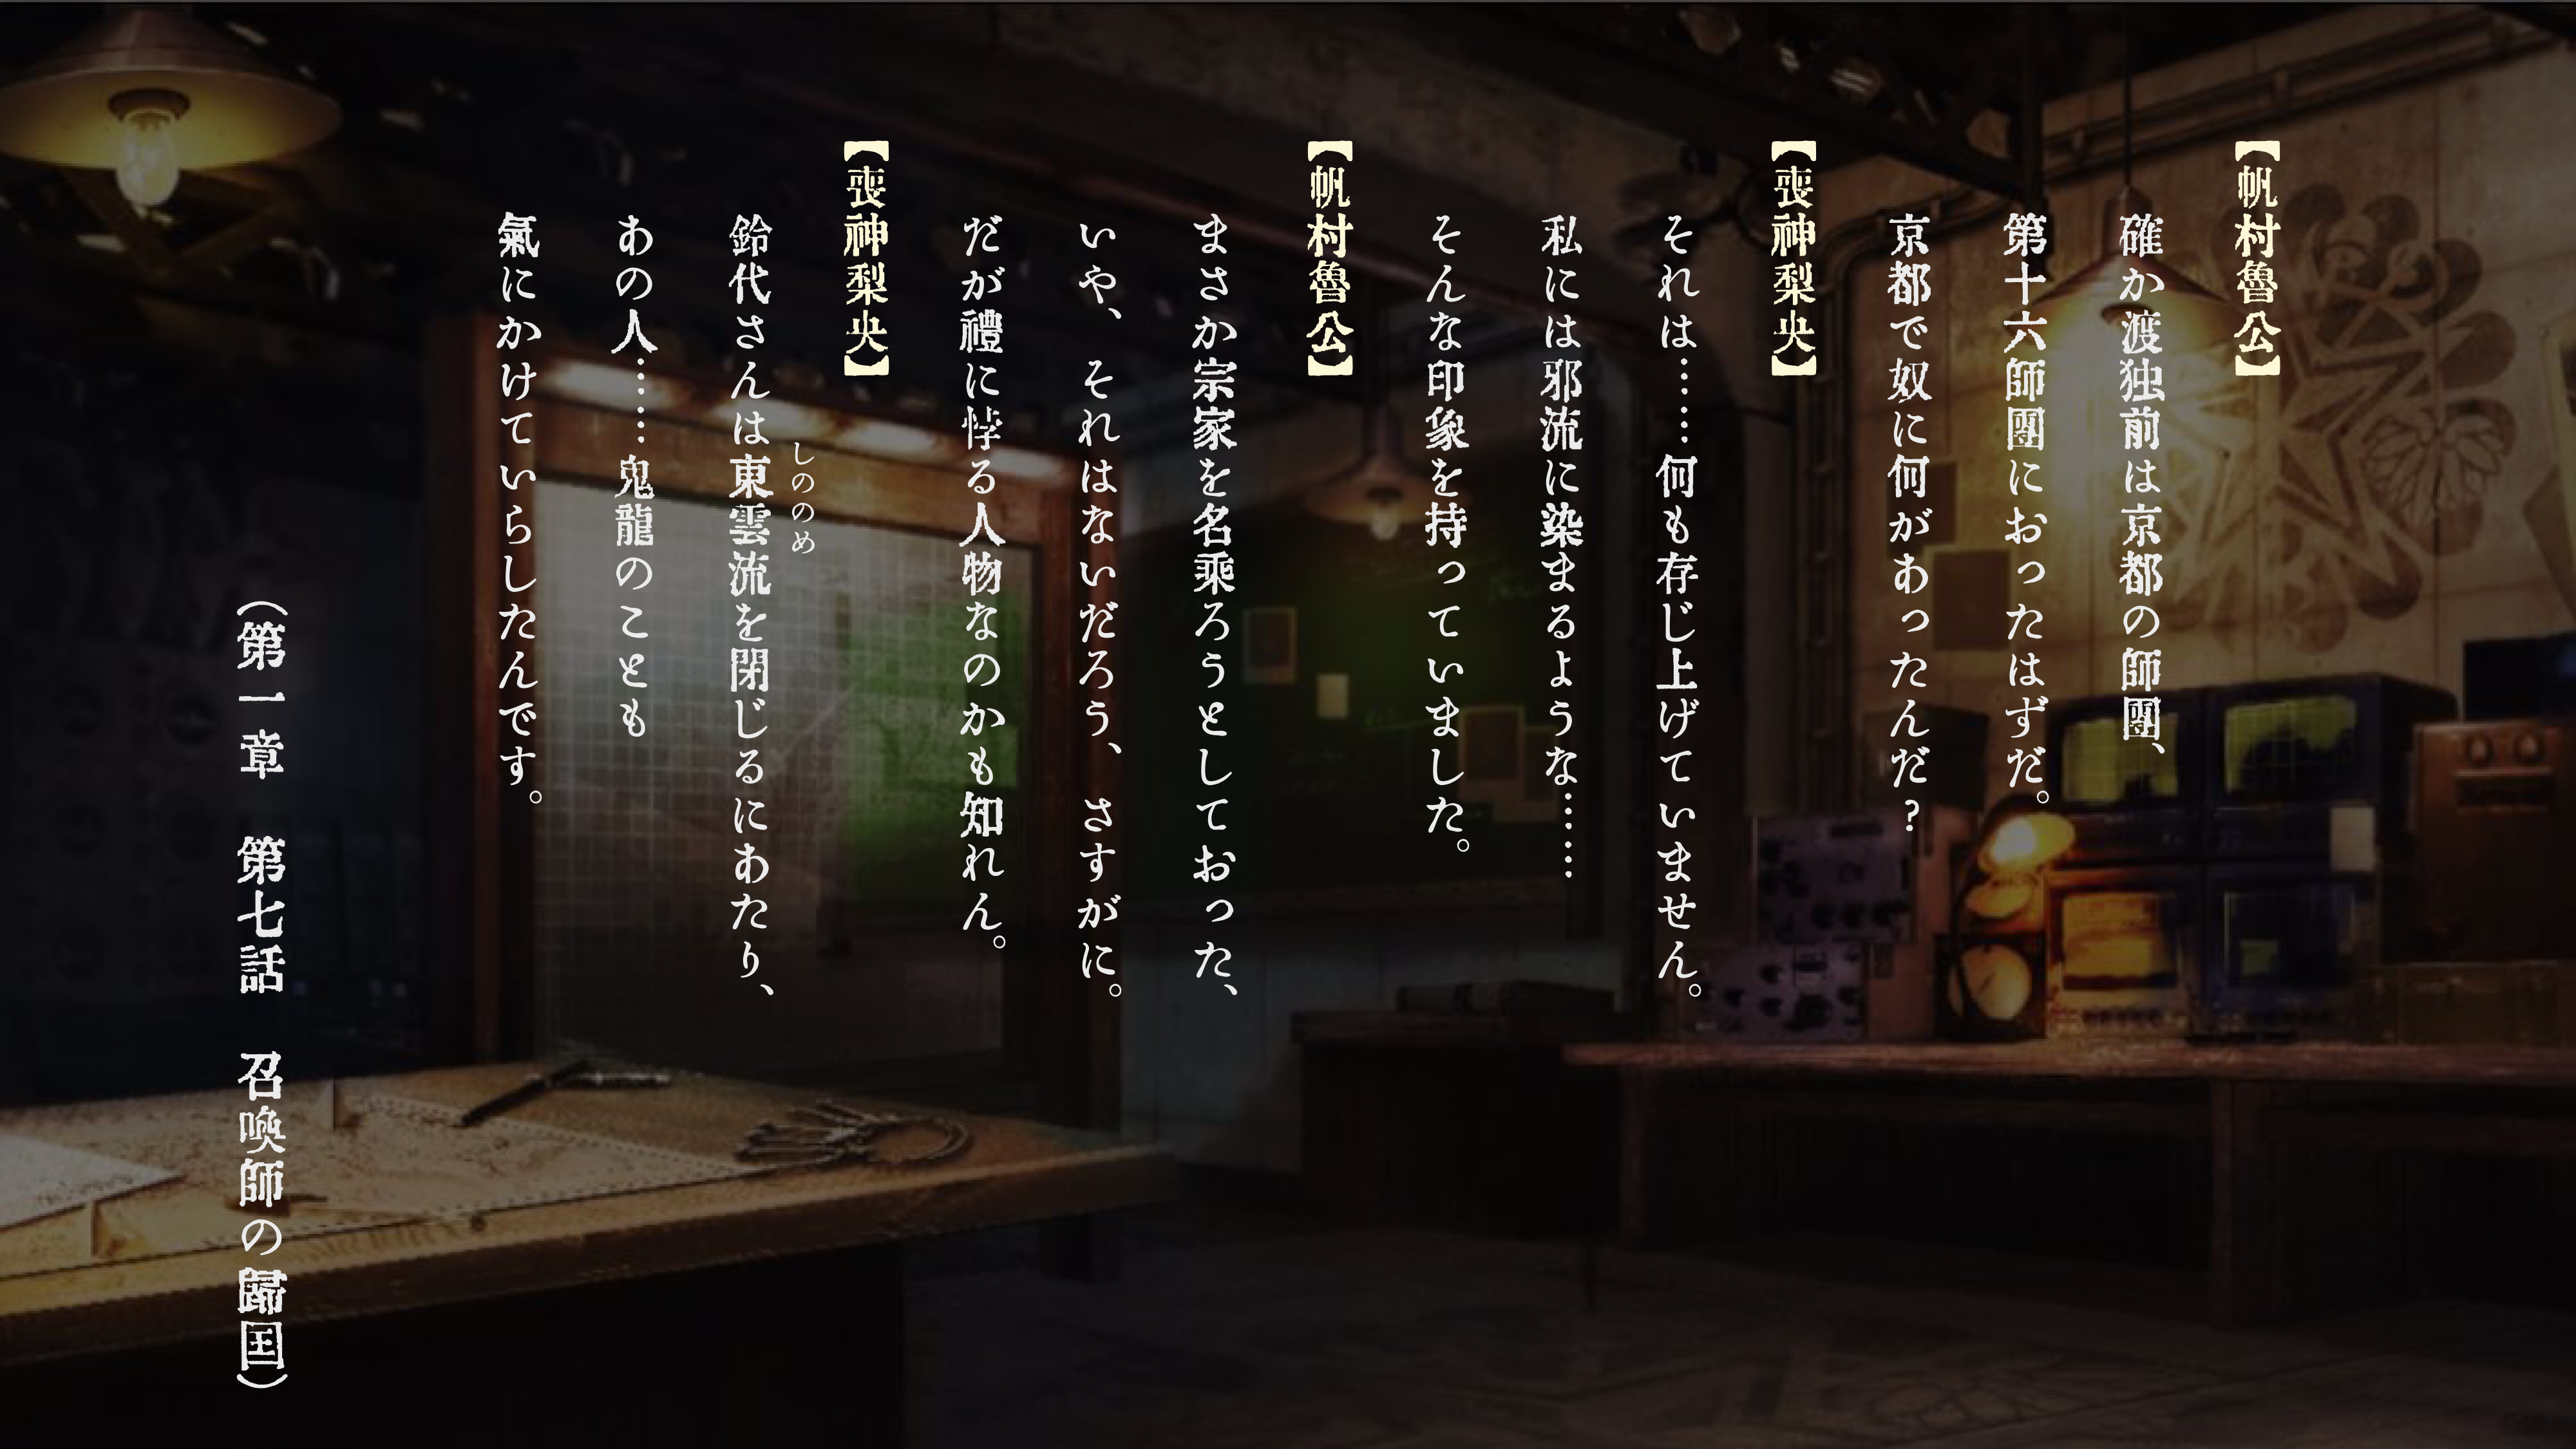 【帆村魯公】
確か渡独前は京都の師團、
第十六師團におったはずだ。
京都で奴に何があったんだ？
【喪神梨央】
それは……何も存じ上げていません。
私には邪流に染まるような……
そんな印象を持っていました。
【帆村魯公】
まさか宗家を名乗ろうとしておった、
いや、それはないだろう、さすがに。
だが禮に悖る人物なのかも知れん。
【喪神梨央】
しののめ
鈴代さんは東雲流を閉じるにあたり、
あの人……鬼龍のことも
氣にかけていらしたんです。
（第一章　第七話　召喚師の歸国）